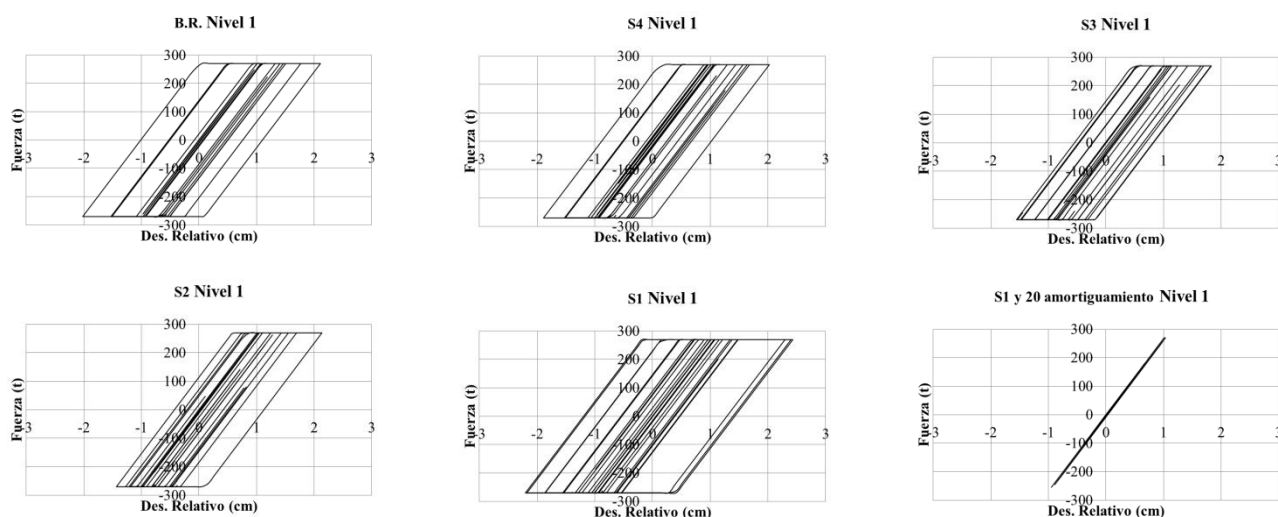 B.R. Nivel 1
300
200
100
0
-3 -2 -1 0 1 2 3
-100
-200
-300
Fuerza (t)
Des. Relativo (cm)
S4 Nivel 1
300
200
100
0
-3 -2 -1 0 1 2 3
-100
-200
-300
Fuerza (t)
Des. Relativo (cm)
S3 Nivel 1
300
200
100
0
-3 -2 -1 0 1 2 3
-100
-200
-300
Fuerza (t)
Des. Relativo (cm)
S2 Nivel 1
300
200
100
0
-3 -2 -1 0 1 2 3
-100
-200
-300
Fuerza (t)
Des. Relativo (cm)
S1 Nivel 1
300
200
100
0
-3 -2 -1 0 1 2 3
-100
-200
-300
Fuerza (t)
Des. Relativo (cm)
S1 y 20 amortiguamiento Nivel 1
300
200
100
0
-3 -2 -1 0 1 2 3
-100
-200
-300
Fuerza (t)
Des. Relativo (cm)